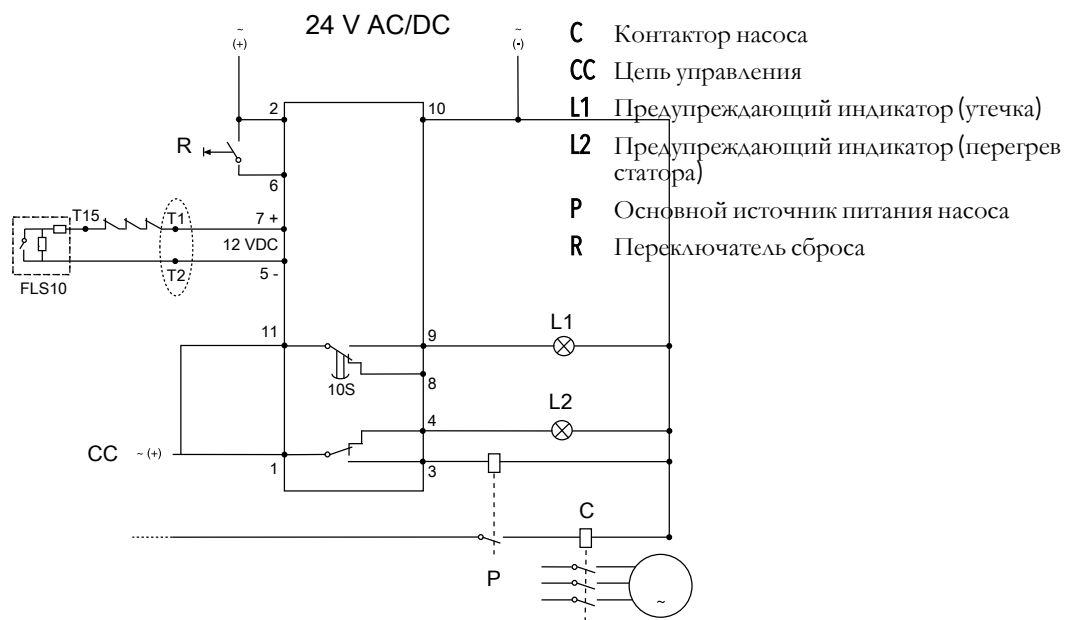 24 V AC/DC
~
(+)
~
(-)
2
10
R
6
T15
T1
7 +
12 VDC
T2
5 -
FLS10
11
9
L1
10S
8
4
L2
CC ~ (+)
1
3
C
P
~
C Контактор насоса
CC Цепь управления
L1 Предупреждающий индикатор (утечка)
L2 Предупреждающий индикатор (перегрев
статора)
P Основной источник питания насоса
R Переключатель сброса